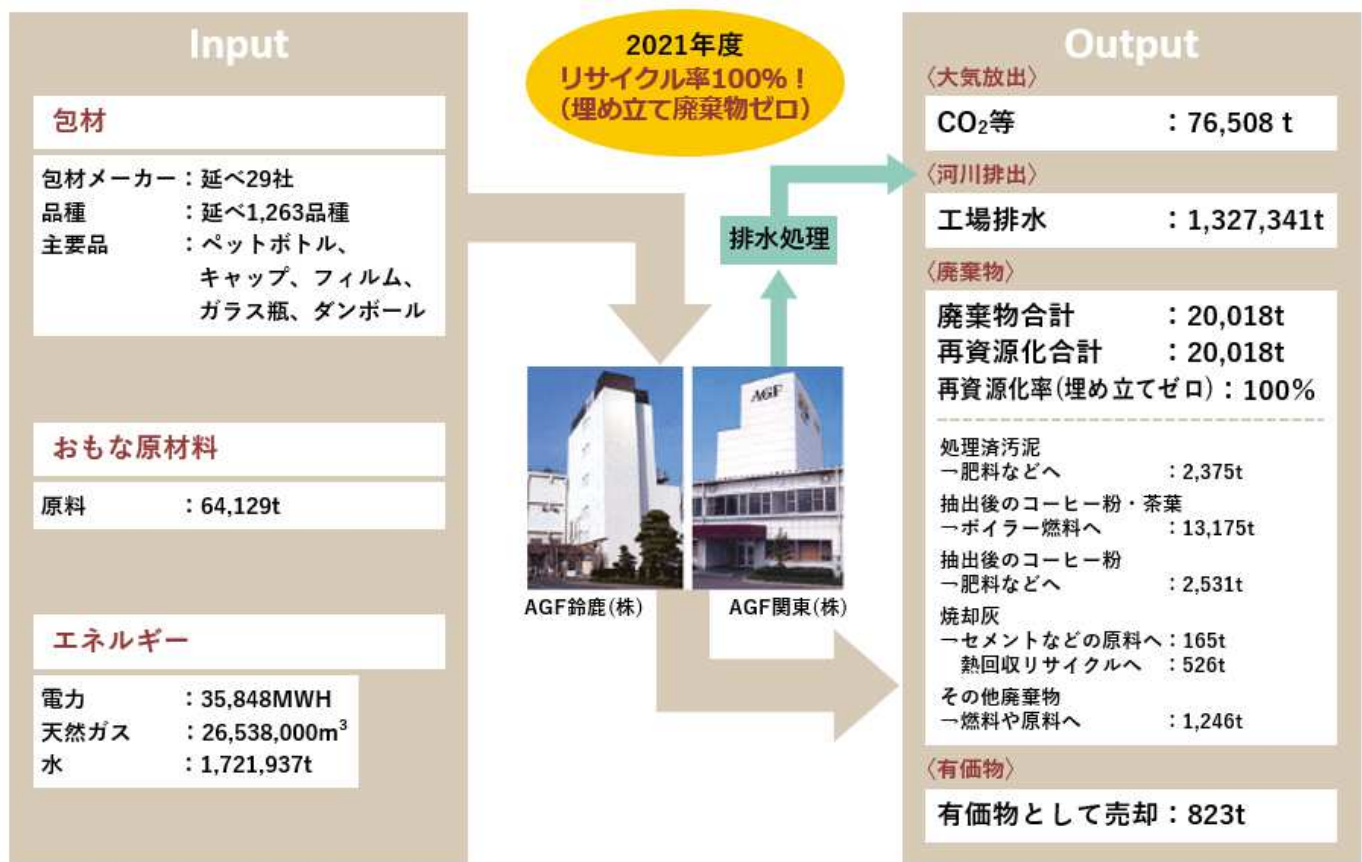 Input
包材
包材メーカー：延べ29社
品種：延べ1,263品種
主要品：ペットボトル、
キャップ、フィルム、
ガラス瓶、ダンボール
おもな原材料
原料：64,129t
エネルギー
電力：35,848MWH
天然ガス：26,538,000m³
水：1,721,937t
2021年度
リサイクル率100%！
(埋め立て廃棄物ゼロ)
排水処理
AGF
AGF鈴鹿(株)
AGF関東(株)
Output
〈大気放出〉
CO₂等：76,508 t
〈河川排出〉
工場排水：1,327,341t
〈廃棄物〉
廃棄物合計：20,018t
再資源化合計：20,018t
再資源化率(埋め立てゼロ)：100%
処理済汚泥
→肥料などへ：2,375t
抽出後のコーヒー粉・茶葉
→ボイラー燃料へ：13,175t
抽出後のコーヒー粉
→肥料などへ：2,531t
焼却灰
→セメントなどの原料へ：165t
熱回収リサイクルへ：526t
その他廃棄物
→燃料や原料へ：1,246t
〈有価物〉
有価物として売却：823t